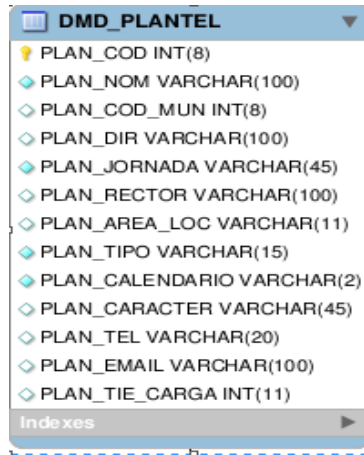 DMD_PLANTEL
PLAN_COD INT(8)
PLAN_NOM VARCHAR(100)
PLAN_COD_MUN INT(8)
PLAN_DIR VARCHAR(100)
PLAN_JORNADA VARCHAR(45)
PLAN_RECTOR VARCHAR(100)
PLAN_AREA_LOC VARCHAR(11)
PLAN_TIPO VARCHAR(15)
PLAN_CALENDARIO VARCHAR(2)
PLAN_CARACTER VARCHAR(45)
PLAN_TEL VARCHAR(20)
PLAN_EMAIL VARCHAR(100)
PLAN_TIE_CARGA INT(11)
Indexes